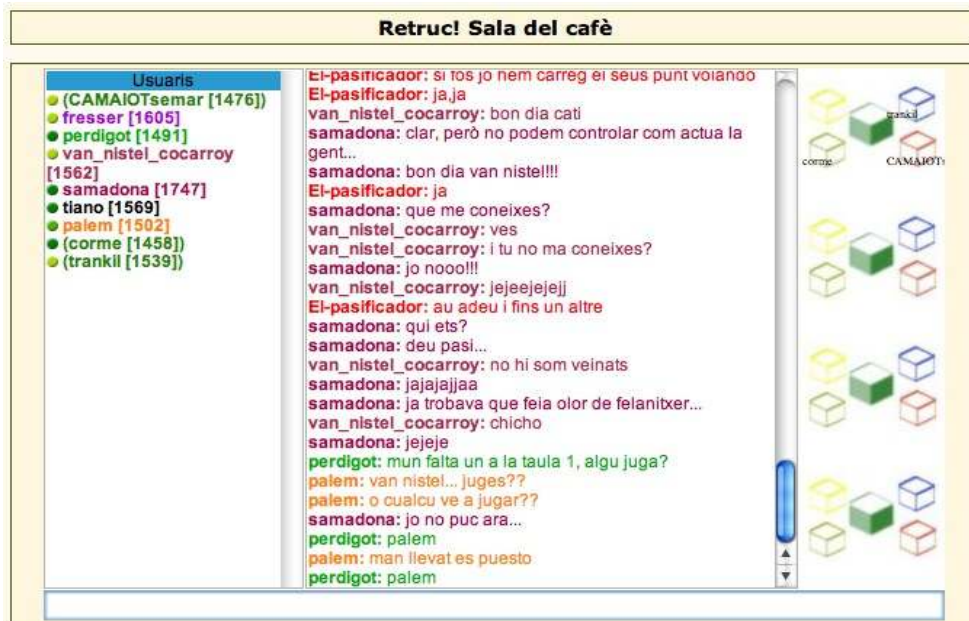 Retruc! Sala del cafè
Usuaris
(CAMAIOTsemar [1476])
fresser [1605]
perdigot [1491]
van_nistel_cocarroy
[1562]
samadona [1747]
tiano [1569]
palem [1502]
(corme [1458])
(trankil [1539])
El-pasificador: si fos jo hem carreg el seus punt volando
El-pasificador: ja,ja
van_nistel_cocarroy: bon dia cati
samadona: clar, però no podem controlar com actua la
gent...
samadona: bon dia van nistel!!!
El-pasificador: ja
samadona: que me coneixes?
van_nistel_cocarroy: ves
van_nistel_cocarroy: i tu no ma coneixes?
samadona: jo nooo!!!
van_nistel_cocarroy: jejeejejejj
El-pasificador: au adeu i fins un altre
samadona: qui ets?
samadona: deu pasi...
van_nistel_cocarroy: no hi som veinats
samadona: jajajajjaa
samadona: ja trobava que feia olor de felanitxer...
van_nistel_cocarroy: chicho
samadona: jejeje
perdigot: mun falta un a la taula 1, algu juga?
palem: van nistel... juges??
palem: o cualcu ve a jugar??
samadona: jo no puc ara...
perdigot: palem
palem: man llevat es puesto
perdigot: palem
trankil
corme
CAMAIOTs